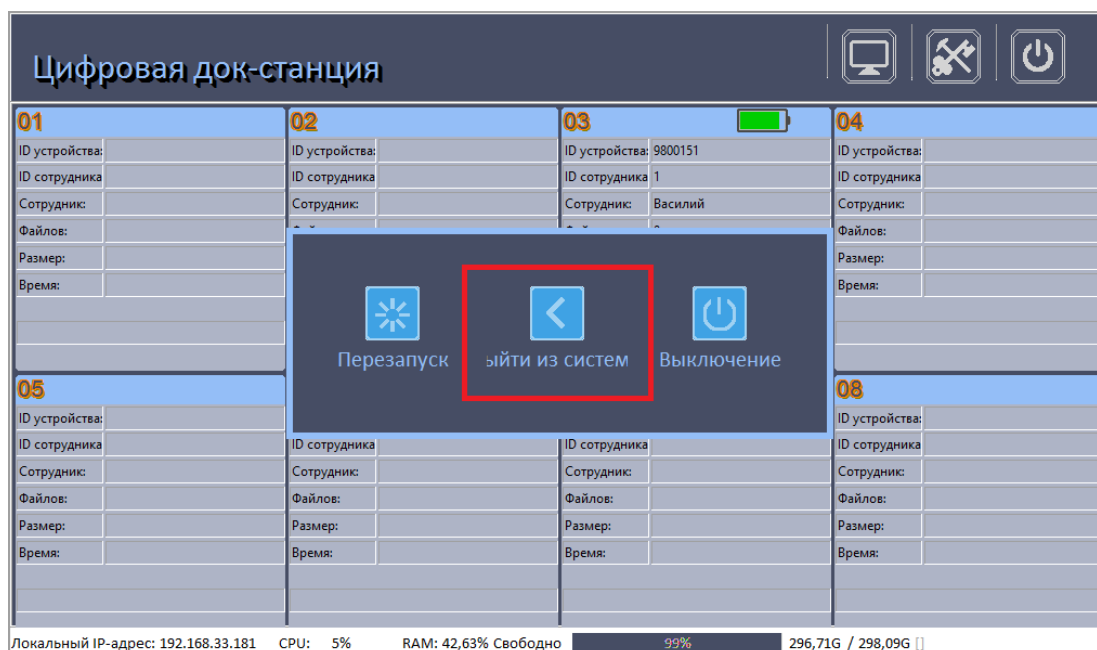 Цифровая док-станция
01 02 03 04
ID устройства: ID устройства: ID устройства: 9800151 ID устройства:
ID сотрудника ID сотрудника ID сотрудника 1 ID сотрудника
Сотрудник: Сотрудник: Сотрудник: Василий Сотрудник:
Файлов: Файлов:
Размер: Размер:
Время: Время:
Перезапуск ыйти из систем Выключение
05 08
ID устройства: ID устройства:
ID сотрудника ID сотрудника ID сотрудника ID сотрудника
Сотрудник: Сотрудник: Сотрудник: Сотрудник:
Файлов: Файлов: Файлов: Файлов:
Размер: Размер: Размер: Размер:
Время: Время: Время: Время:
Локальный IP-адрес: 192.168.33.181 CPU: 5% RAM: 42,63% Свободно 99% 296,71G / 298,09G []